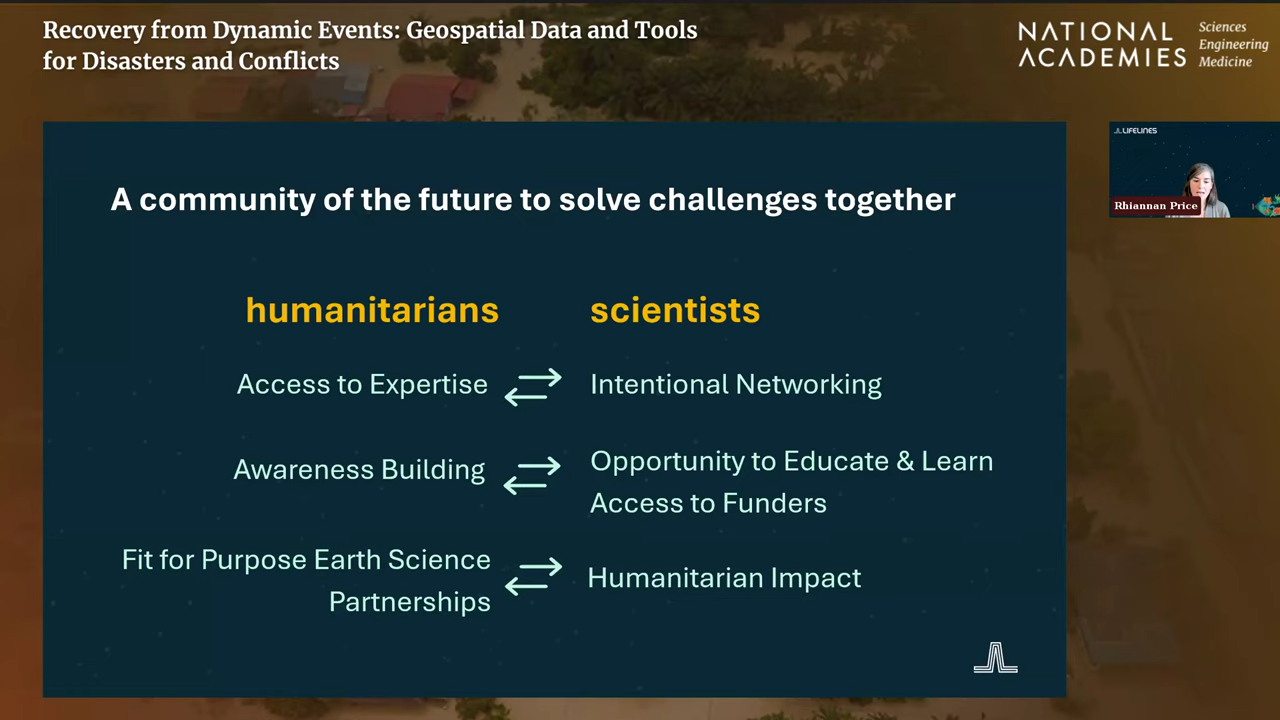 Recovery from Dynamic Events: Geospatial Data and Tools
for Disasters and Conflicts
NATIONAL
ACADEMIES
Sciences
Engineering
Medicine
LIFELINES
Rhiannan Price
A community of the future to solve challenges together
humanitarians
scientists
Access to Expertise
Intentional Networking
Awareness Building
Opportunity to Educate & Learn
Access to Funders
Fit for Purpose Earth Science
Partnerships
Humanitarian Impact